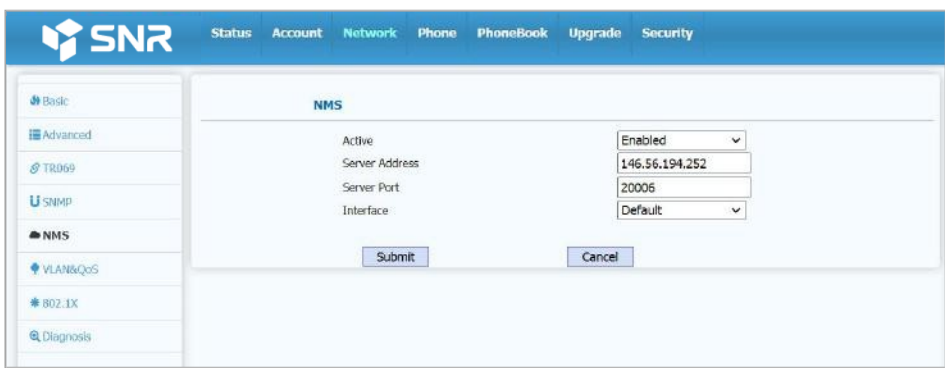 SNR
Status Account Network Phone PhoneBook Upgrade Security
Basic
Advanced
TR069
SNMP
NMS
VLAN&QoS
802.1X
Diagnosis
NMS
Active Enabled
Server Address 146.56.194.252
Server Port 20006
Interface Default
Submit Cancel